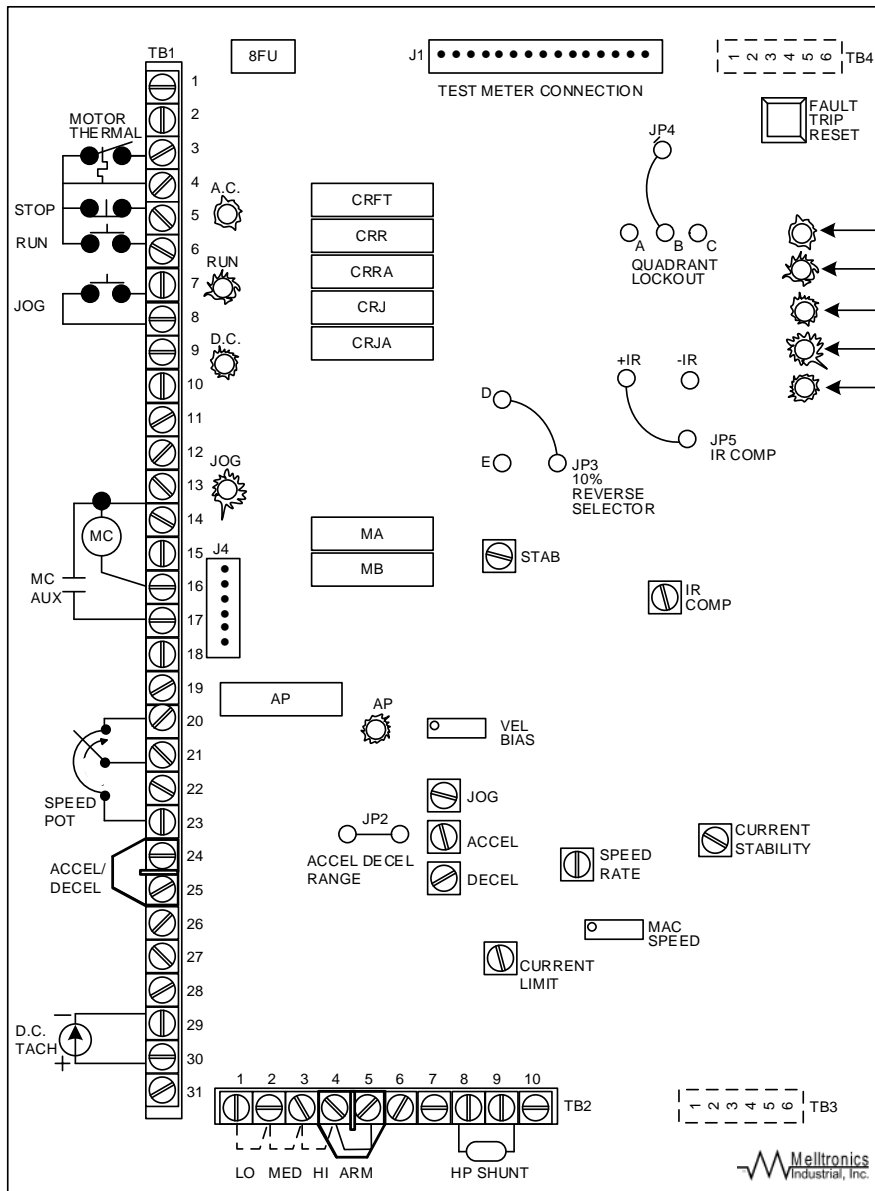 TB1
8FU
J1
TEST METER CONNECTION
1 2 3 4 5 6
TB4
FAULT
TRIP
RESET
MOTOR
THERMAL
STOP
RUN
JOG
1
2
3
4
5
6
7
8
9
10
11
12
13
14
15
16
17
18
19
20
21
22
23
24
25
26
27
28
29
30
31
A.C.
RUN
D.C.
JOG
CRFT
CRR
CRRA
CRJ
CRJA
JP4
A B C
QUADRANT
LOCKOUT
+IR -IR
JP5
IR COMP
D
E
JP3
10%
REVERSE
SELECTOR
MC
MC
AUX
J4
MA
MB
STAB
IR
COMP
AP
AP
VEL
BIAS
SPEED
POT
JP2
ACCEL DECEL
RANGE
JOG
ACCEL
DECEL
SPEED
RATE
CURRENT
STABILITY
ACCEL/
DECEL
MAC
SPEED
CURRENT
LIMIT
D.C.
TACH
−
+
1 2 3 4 5 6 7 8 9 10
TB2
LO MED HI ARM HP SHUNT
1 2 3 4 5 6
TB3
Melltronics
Industrial, Inc.